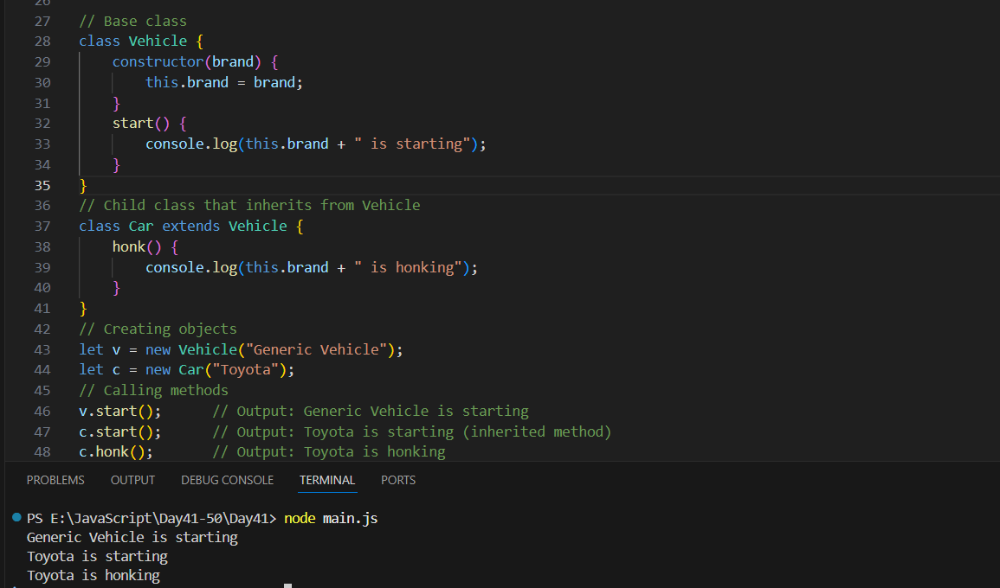 26
27 // Base class
28 class Vehicle {
29     constructor(brand) {
30         this.brand = brand;
31     }
32     start() {
33         console.log(this.brand + " is starting");
34     }
35 }
36 // Child class that inherits from Vehicle
37 class Car extends Vehicle {
38     honk() {
39         console.log(this.brand + " is honking");
40     }
41 }
42 // Creating objects
43 let v = new Vehicle("Generic Vehicle");
44 let c = new Car("Toyota");
45 // Calling methods
46 v.start();      // Output: Generic Vehicle is starting
47 c.start();      // Output: Toyota is starting (inherited method)
48 c.honk();       // Output: Toyota is honking
PROBLEMS OUTPUT DEBUG CONSOLE TERMINAL PORTS
PS E:\JavaScript\Day41-50\Day41> node main.js
Generic Vehicle is starting
Toyota is starting
Toyota is honking